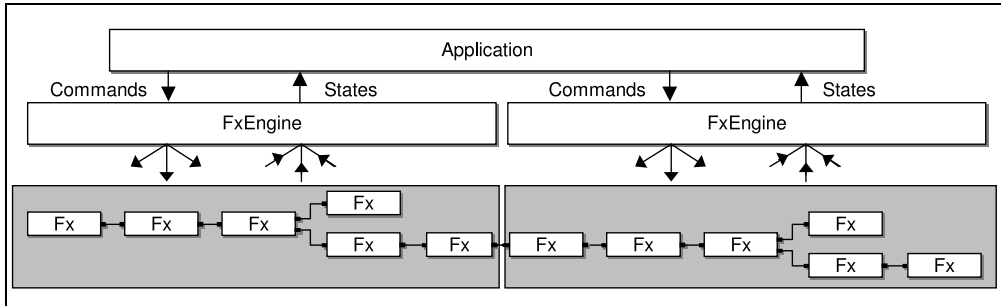 Application
Commands States Commands States
FxEngine FxEngine
Fx Fx
Fx Fx Fx
Fx Fx Fx Fx Fx
Fx Fx